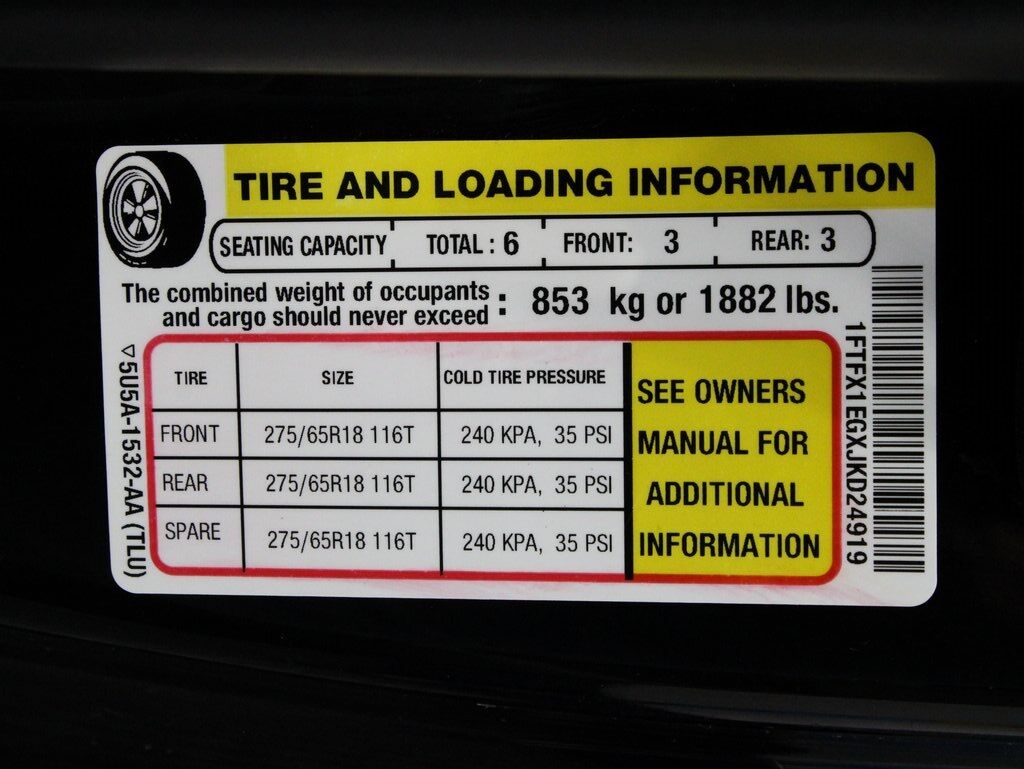 TIRE AND LOADING INFORMATION
SEATING CAPACITY TOTAL : 6 FRONT: 3 REAR: 3
The combined weight of occupants
and cargo should never exceed : 853 kg or 1882 lbs.
TIRE SIZE COLD TIRE PRESSURE
FRONT 275/65R18 116T 240 KPA, 35 PSI
REAR 275/65R18 116T 240 KPA, 35 PSI
SPARE 275/65R18 116T 240 KPA, 35 PSI
SEE OWNERS
MANUAL FOR
ADDITIONAL
INFORMATION
5U5A-1532-AA (TLU)
1FTFX1EGXJKD24919